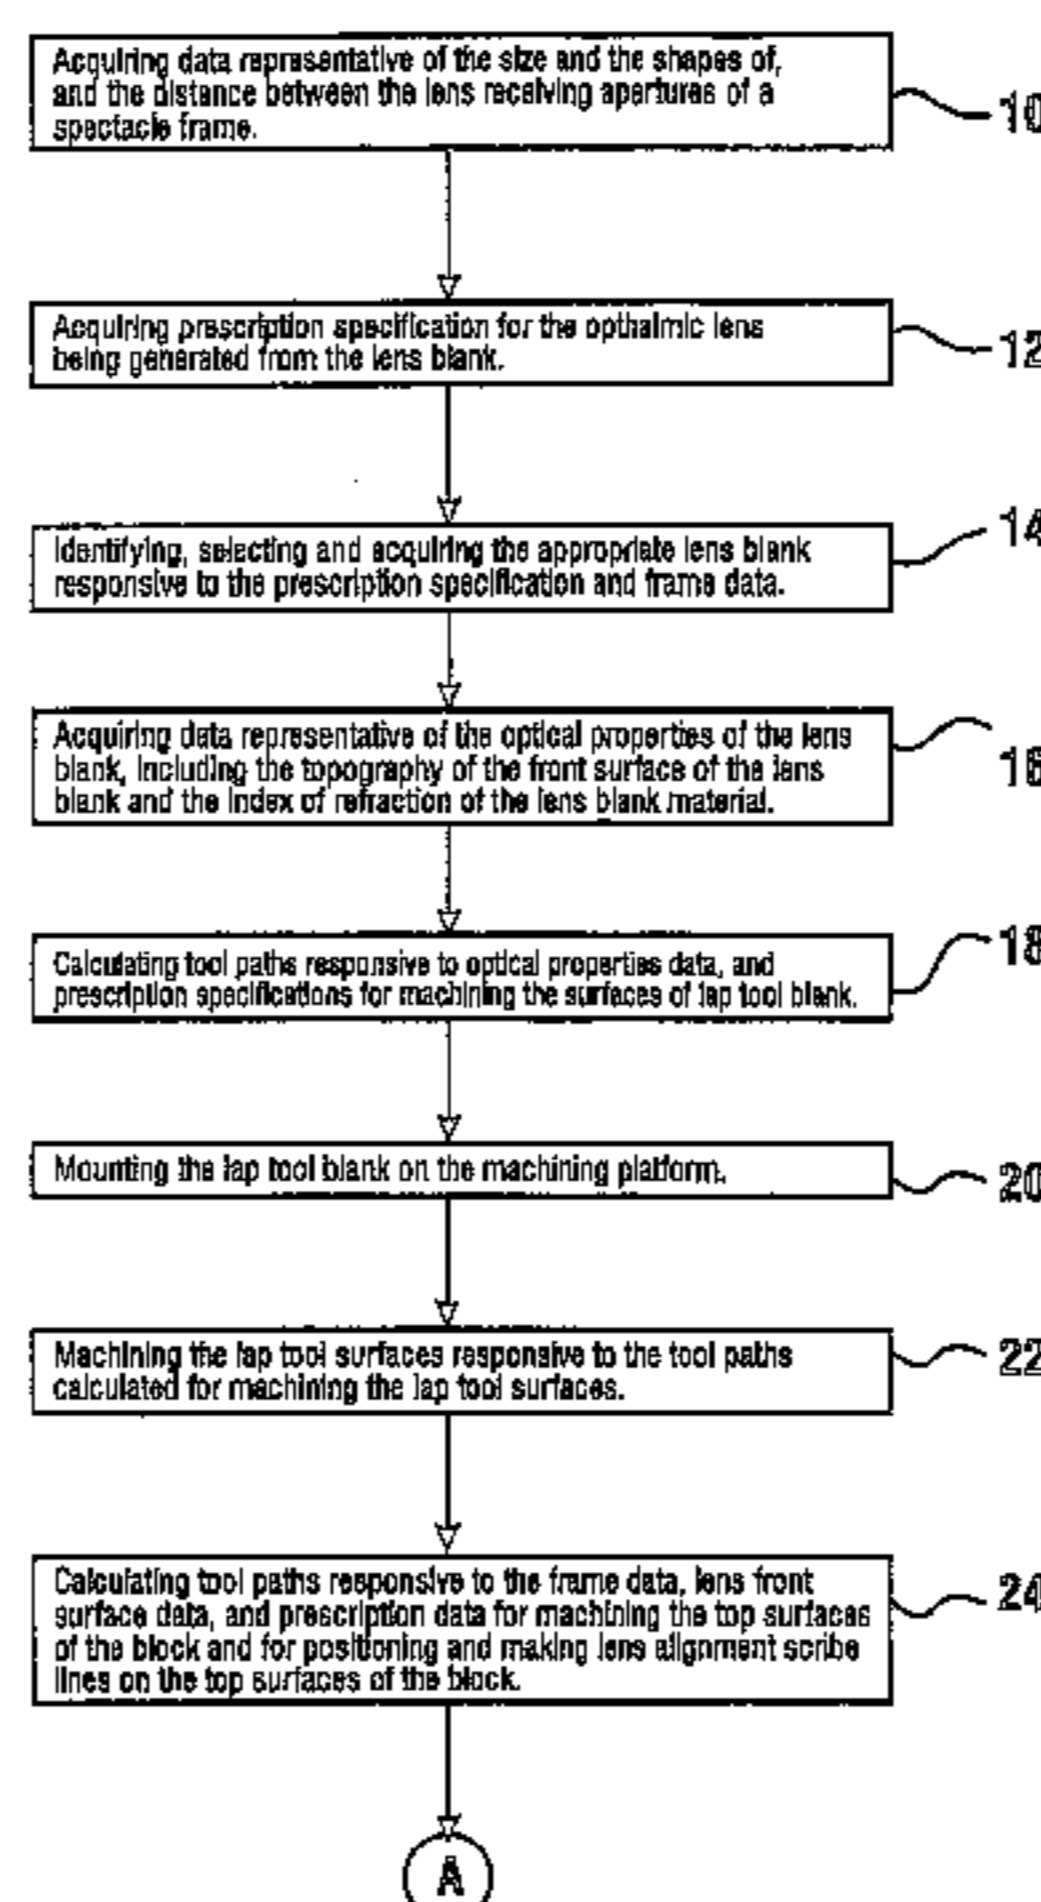 Acquiring data representative of the size and the shapes of,
and the distance between the lens receiving apertures of a
spectacle frame.
10
Acquiring prescription specification for the opthalmic lens
being generated from the lens blank.
12
Identifying, selecting and acquiring the appropriate lens blank
responsive to the prescription specification and frame data.
14
Acquiring data representative of the optical properties of the lens
blank, including the topography of the front surface of the lens
blank and the index of refraction of the lens blank material.
16
Calculating tool paths responsive to optical properties data, and
prescription specifications for machining the surfaces of lap tool blank.
18
Mounting the lap tool blank on the machining platform.
20
Machining the lap tool surfaces responsive to the tool paths
calculated for machining the lap tool surfaces.
22
Calculating tool paths responsive to the frame data, lens front
surface data, and prescription data for machining the top surfaces
of the block and for positioning and making lens alignment scribe
lines on the top surfaces of the block.
24
A